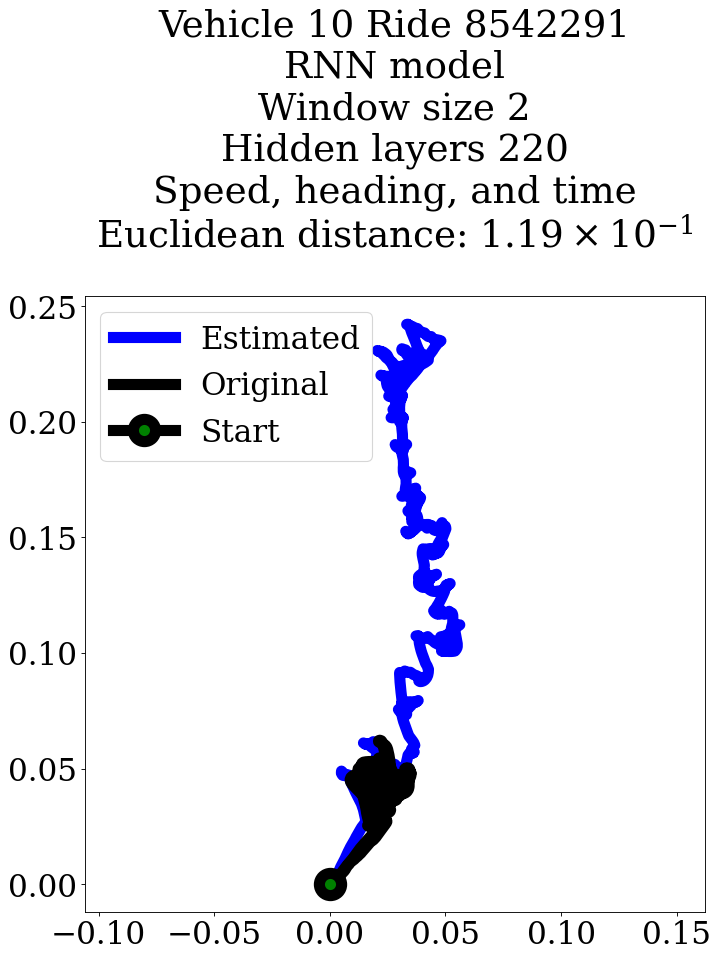 Vehicle 10 Ride 8542291
RNN model
Window size 2
Hidden layers 220
Speed, heading, and time
Euclidean distance: 1.19 × 10⁻¹
0.25
0.20
0.15
0.10
0.05
0.00
Estimated
Original
Start
−0.10 −0.05 0.00 0.05 0.10 0.15